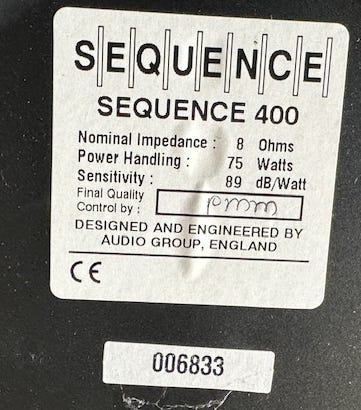 SEQUENCE
SEQUENCE 400
Nominal Impedance : 8 Ohms
Power Handling : 75 Watts
Sensitivity : 89 dB/Watt
Final Quality
Control by :
DESIGNED AND ENGINEERED BY
AUDIO GROUP, ENGLAND
CE
006833